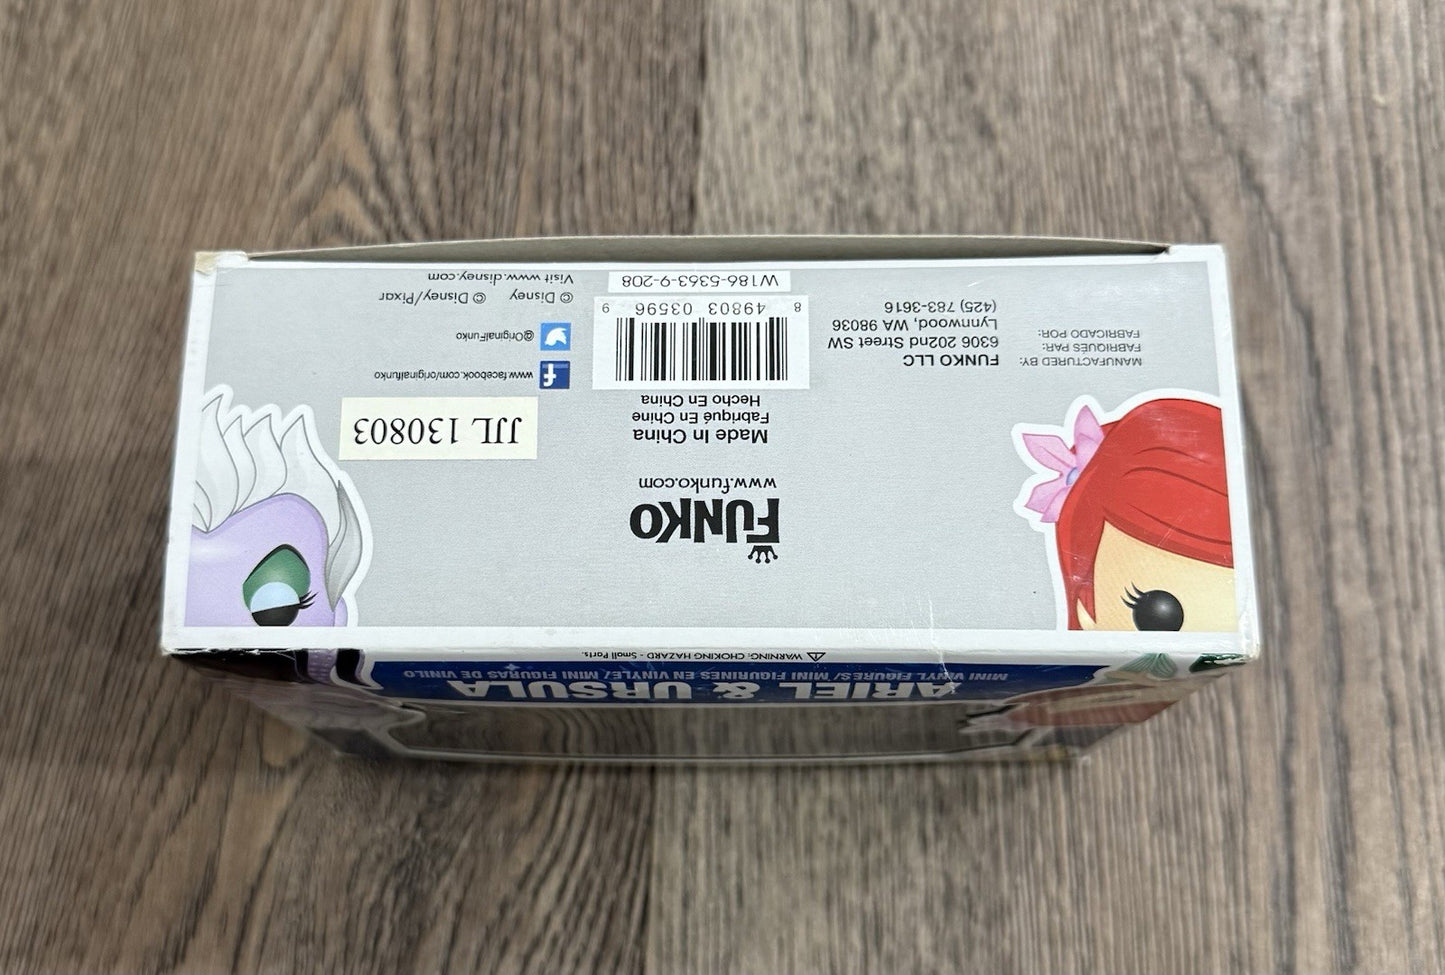 MANUFACTURED BY:
FABRIQUÉS PAR:
FABRICADO POR:
FUNKO LLC
6306 202nd Street SW
Lynnwood, WA 98036
(425) 783-3616
FUNKO
www.funko.com
Made In China
Fabriqué En Chine
Hecho En China
8 49803 03596 9
W186-5363-9-208
JJL 130803
www.facebook.com/originalfunko
@OriginalFunko
© Disney © Disney/Pixar
Visit www.disney.com
ARIEL & URSULA
MINI VINYL FIGURES/ MINI FIGURINES EN VINYLE/ MINI FIGURAS DE VINILO
WARNING: CHOKING HAZARD - Small Parts.